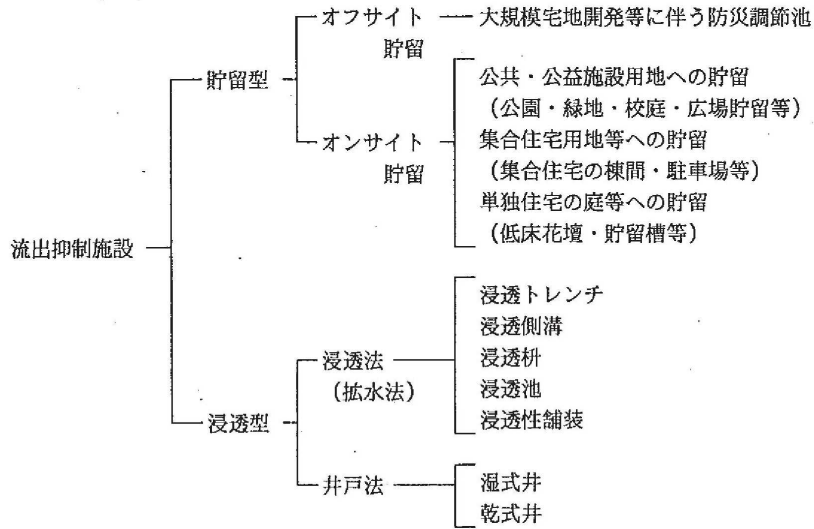 オフサイト
貯留
大規模宅地開発等に伴う防災調節池
貯留型
オンサイト
貯留
公共・公益施設用地への貯留
(公園・緑地・校庭・広場貯留等)
集合住宅用地等への貯留
(集合住宅の棟間・駐車場等)
単独住宅の庭等への貯留
(低床花壇・貯留槽等)
流出抑制施設
浸透型
浸透法
(拡水法)
浸透トレンチ
浸透側溝
浸透枡
浸透池
浸透性舗装
井戸法
湿式井
乾式井